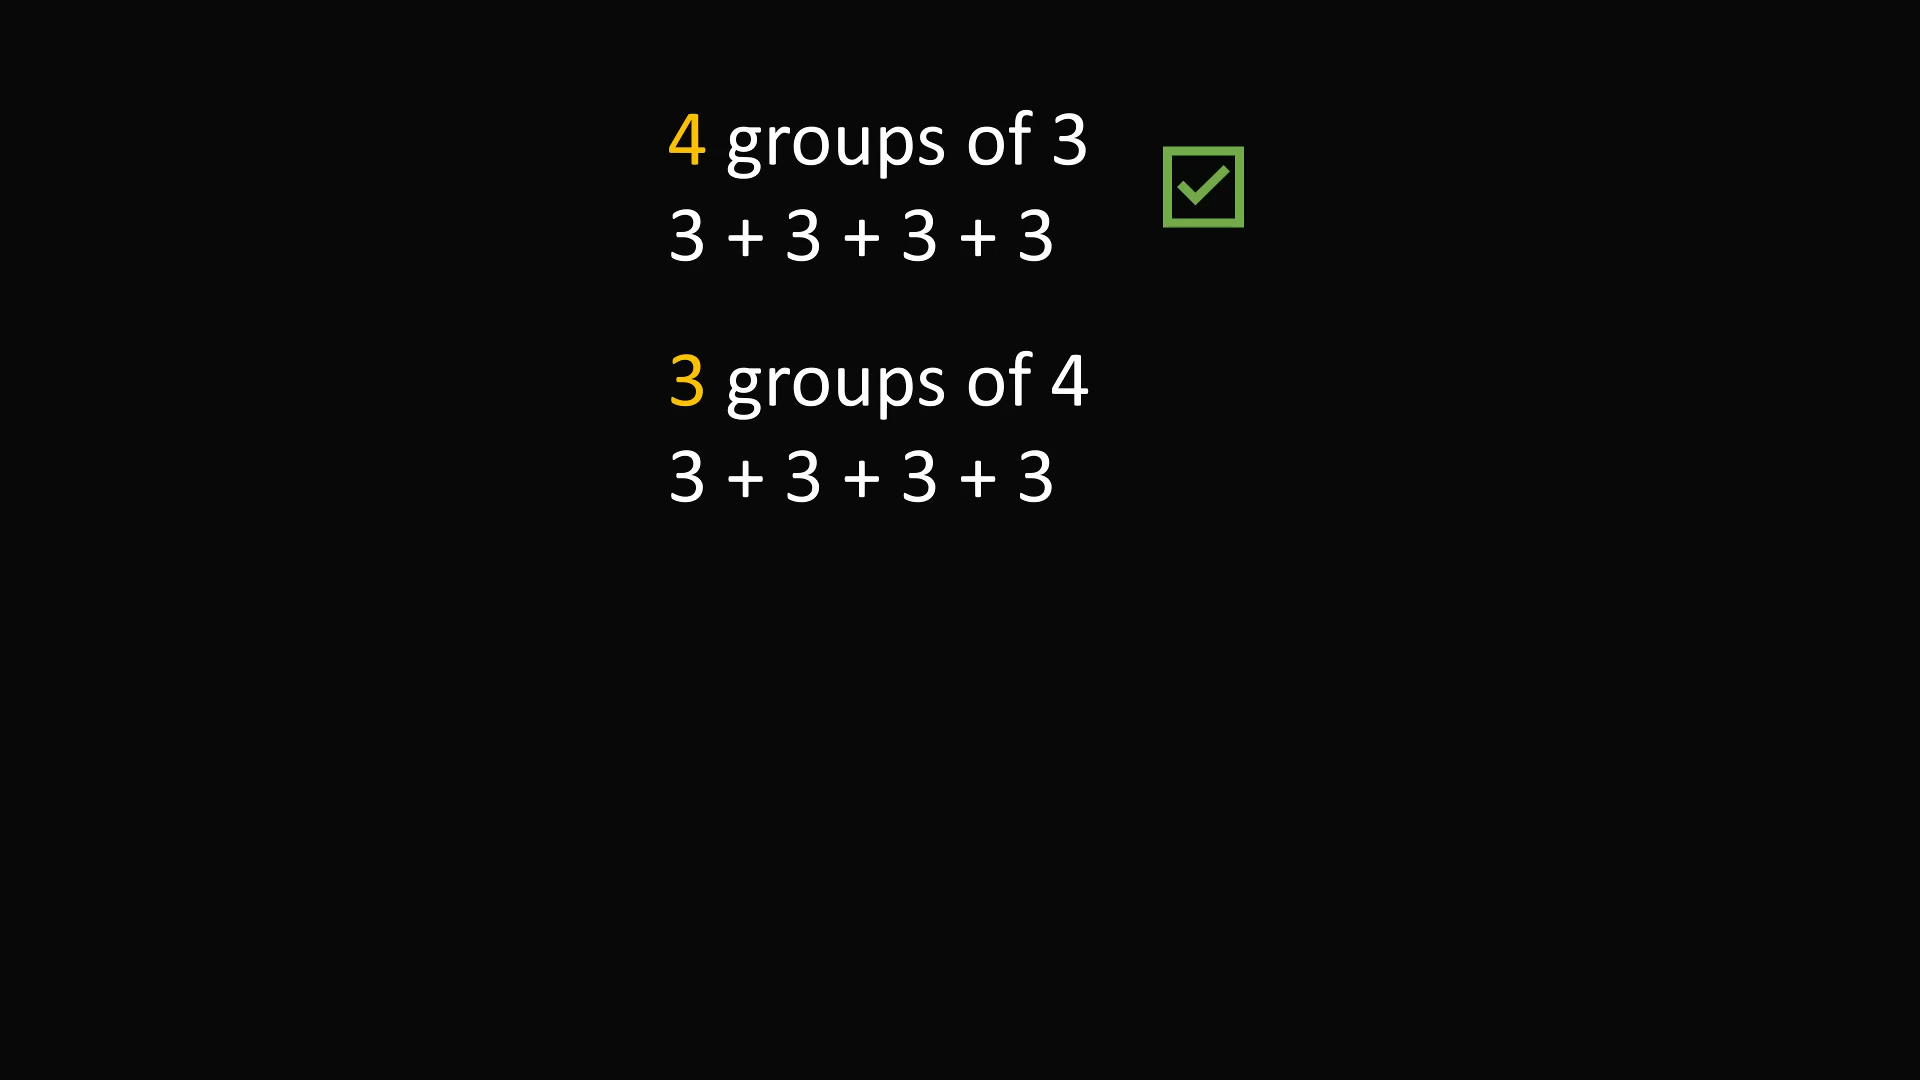 4 groups of 3
3 + 3 + 3 + 3
3 groups of 4
3 + 3 + 3 + 3